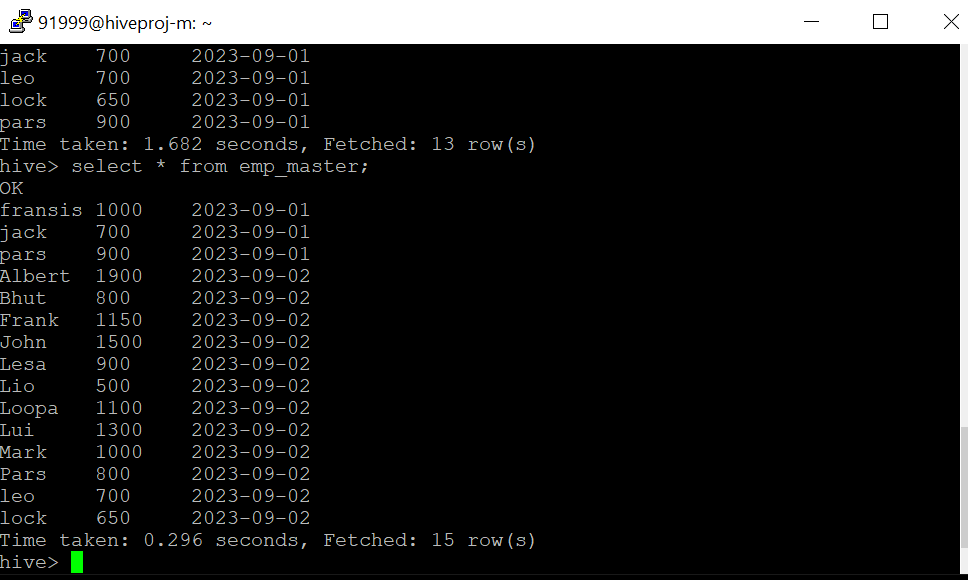 91999@hiveproj-m: ~
jack    700     2023-09-01
leo     700     2023-09-01
lock    650     2023-09-01
pars    900     2023-09-01
Time taken: 1.682 seconds, Fetched: 13 row(s)
hive> select * from emp_master;
OK
fransis 1000    2023-09-01
jack    700     2023-09-01
pars    900     2023-09-01
Albert  1900    2023-09-02
Bhut    800     2023-09-02
Frank   1150    2023-09-02
John    1500    2023-09-02
Lesa    900     2023-09-02
Lio     500     2023-09-02
Loopa   1100    2023-09-02
Lui     1300    2023-09-02
Mark    1000    2023-09-02
Pars    800     2023-09-02
leo     700     2023-09-02
lock    650     2023-09-02
Time taken: 0.296 seconds, Fetched: 15 row(s)
hive>